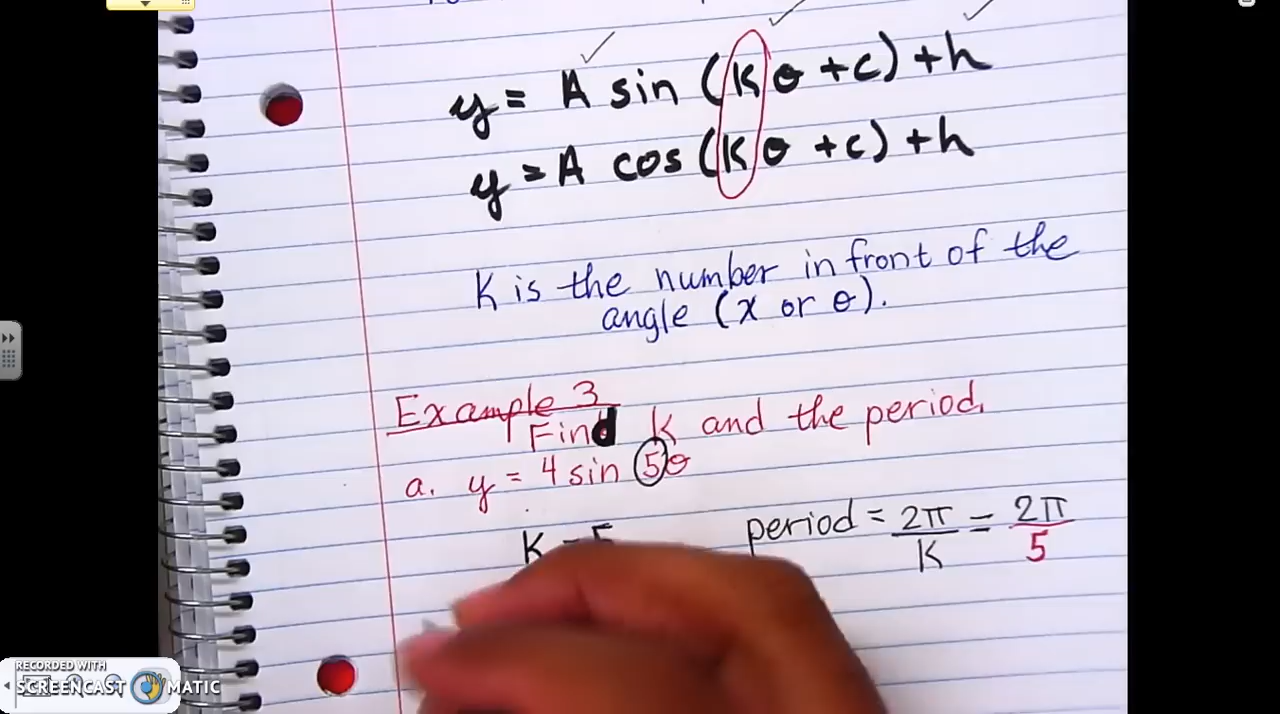 y = A sin (Kθ + c) + h
y = A cos (Kθ + c) + h
K is the number in front of the
angle (x or θ).
Example 3
Find K and the period.
a. y = 4 sin 5θ
K = 5
period = 2π/K = 2π/5
RECORDED WITH
SCREENCAST MATIC